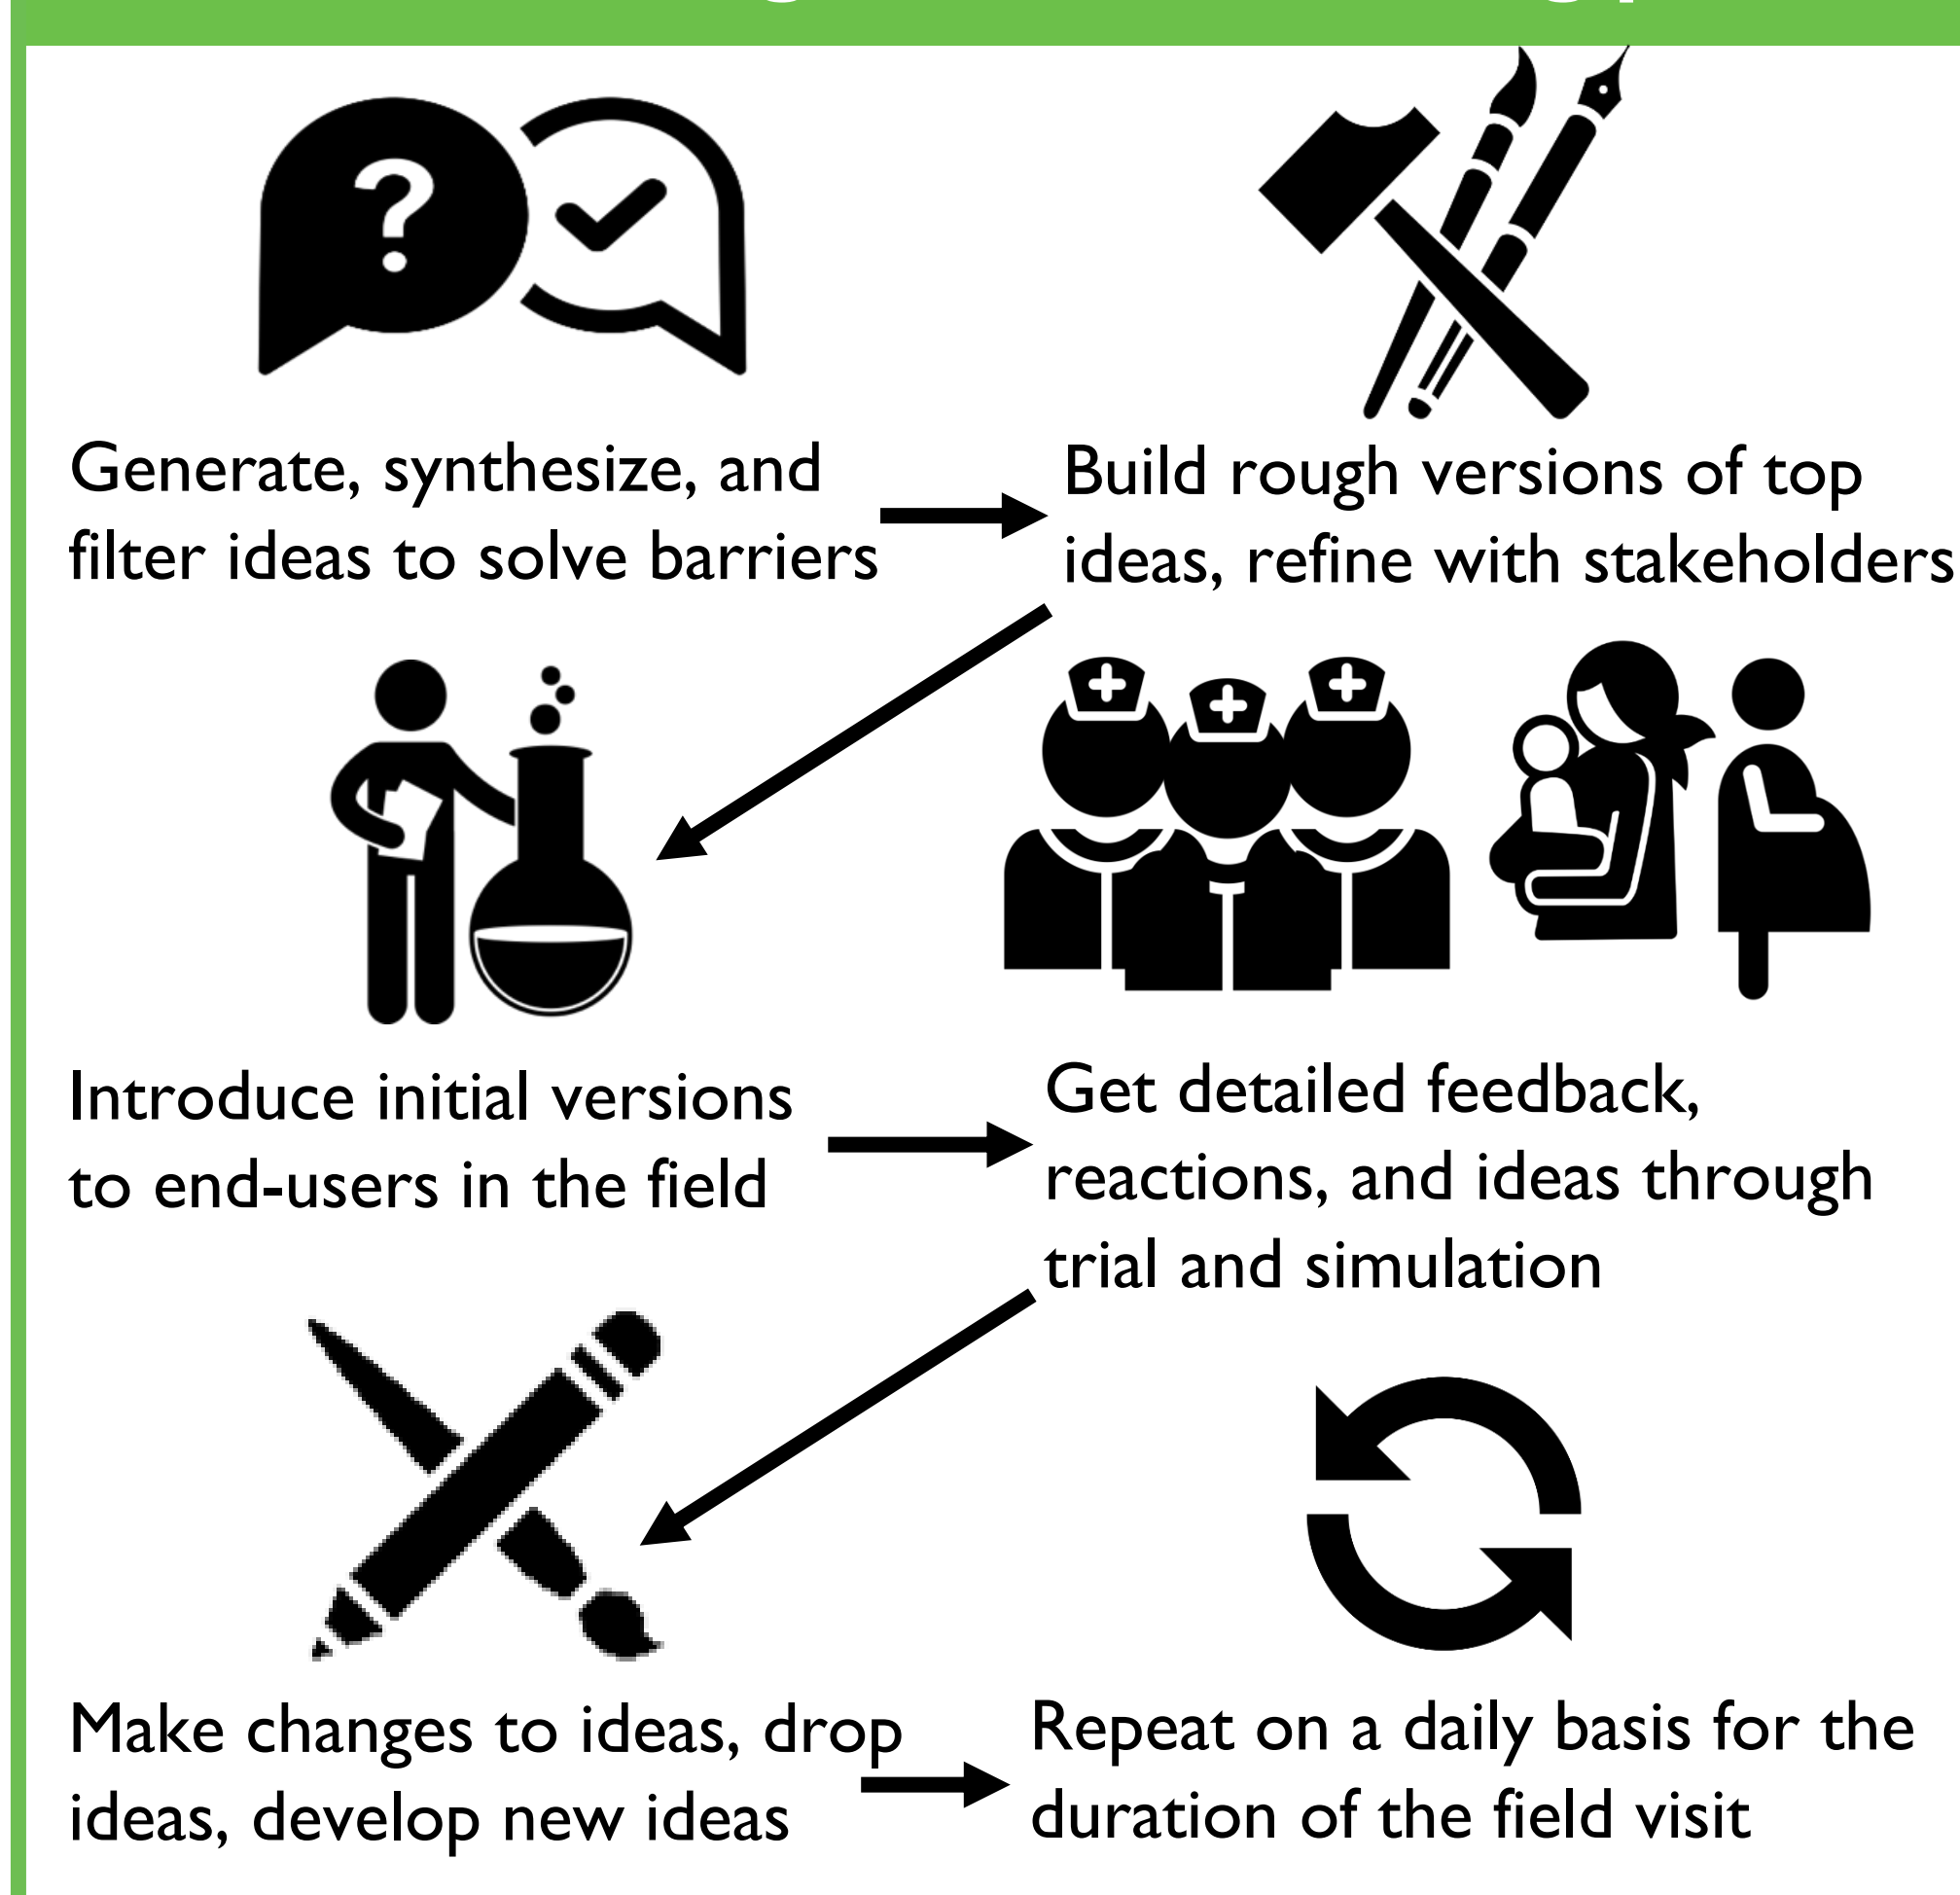 Generate, synthesize, and
filter ideas to solve barriers
Build rough versions of top
ideas, refine with stakeholders
Introduce initial versions
to end-users in the field
Get detailed feedback,
reactions, and ideas through
trial and simulation
Make changes to ideas, drop
ideas, develop new ideas
Repeat on a daily basis for the
duration of the field visit